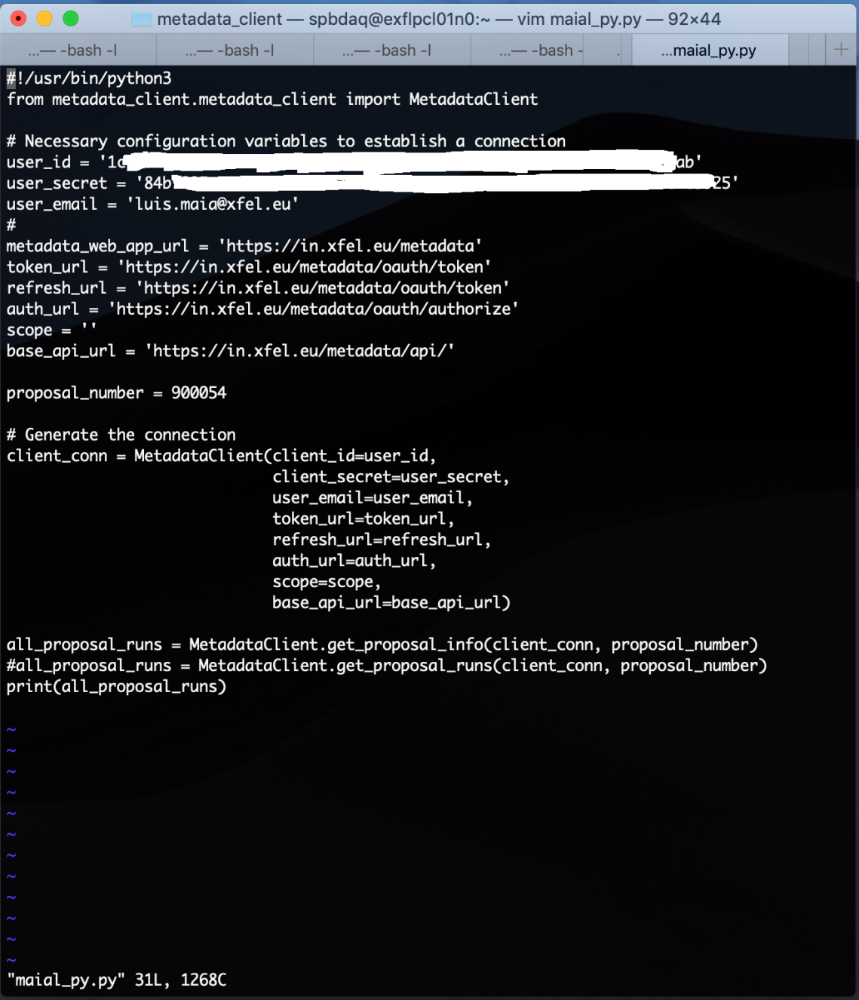 metadata_client — spbdaq@exflpcl01n0:~ — vim maial_py.py — 92×44
...— -bash -l ...— -bash -l ...— -bash -l ...— -bash - . ...maial_py.py +
#!/usr/bin/python3
from metadata_client.metadata_client import MetadataClient
# Necessary configuration variables to establish a connection
user_id = '1c ab'
user_secret = '84b 25'
user_email = 'luis.maia@xfel.eu'
#
metadata_web_app_url = 'https://in.xfel.eu/metadata'
token_url = 'https://in.xfel.eu/metadata/oauth/token'
refresh_url = 'https://in.xfel.eu/metadata/oauth/token'
auth_url = 'https://in.xfel.eu/metadata/oauth/authorize'
scope = ''
base_api_url = 'https://in.xfel.eu/metadata/api/'
proposal_number = 900054
# Generate the connection
client_conn = MetadataClient(client_id=user_id,
client_secret=user_secret,
user_email=user_email,
token_url=token_url,
refresh_url=refresh_url,
auth_url=auth_url,
scope=scope,
base_api_url=base_api_url)
all_proposal_runs = MetadataClient.get_proposal_info(client_conn, proposal_number)
#all_proposal_runs = MetadataClient.get_proposal_runs(client_conn, proposal_number)
print(all_proposal_runs)
~
~
~
~
~
~
~
~
~
~
~
~
"maial_py.py" 31L, 1268C